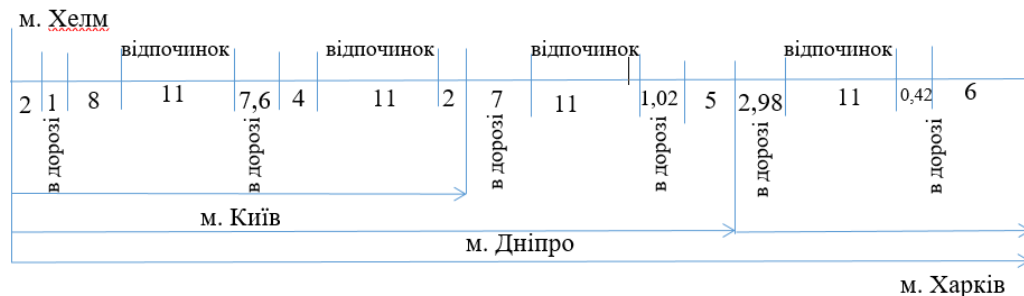 м. Хелм
відпочинок відпочинок відпочинок відпочинок
2 1 8 11 7,6 4 11 2 7 11 1,02 5 2,98 11 0,42 6
в дорозі в дорозі в дорозі в дорозі в дорозі в дорозі
м. Київ
м. Дніпро
м. Харків